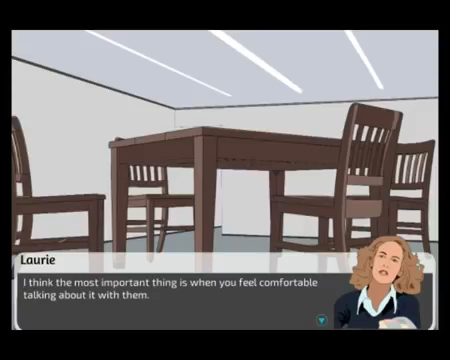 Laurie
I think the most important thing is when you feel comfortable
talking about it with them.